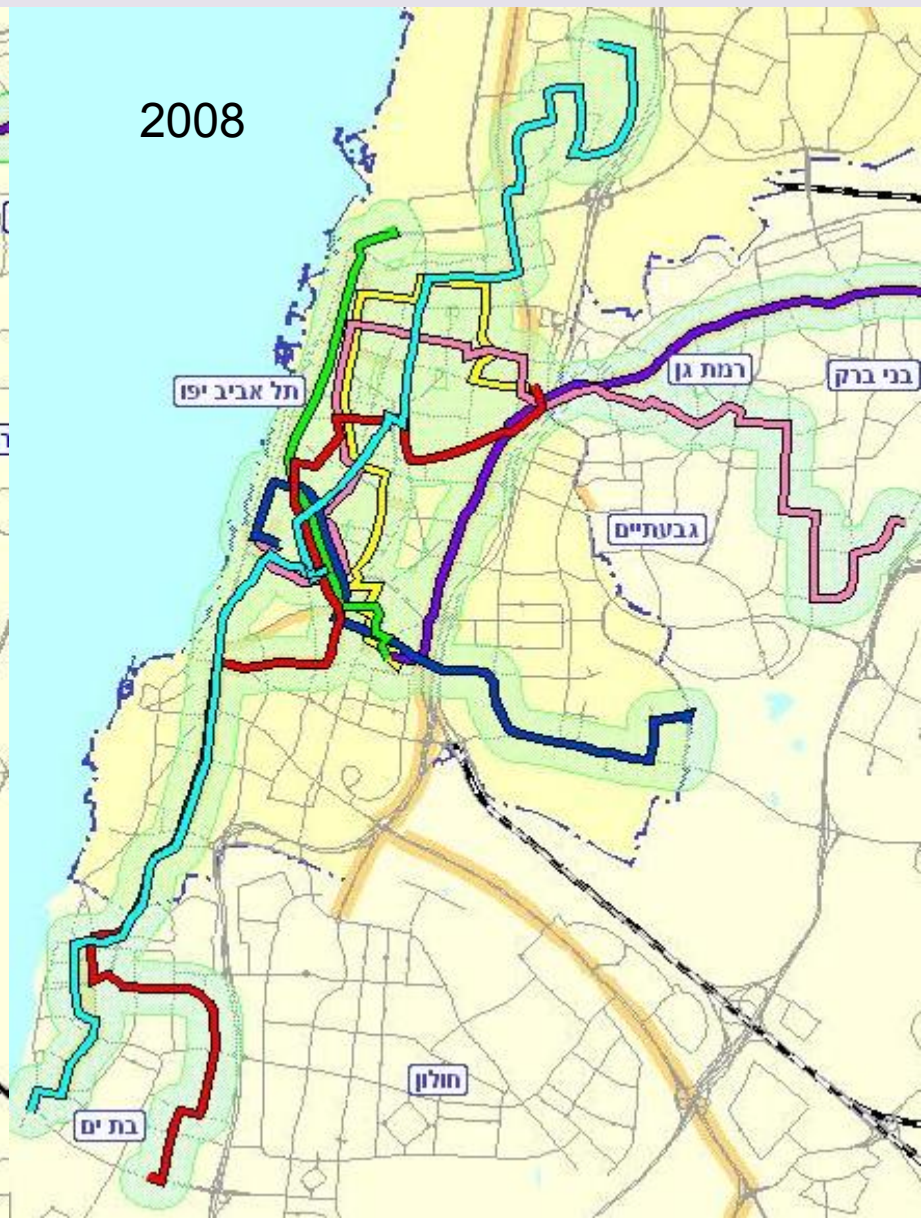 2008
רמת גן
בני ברק
תל אביב יפו
גבעתיים
חולון
בת ים